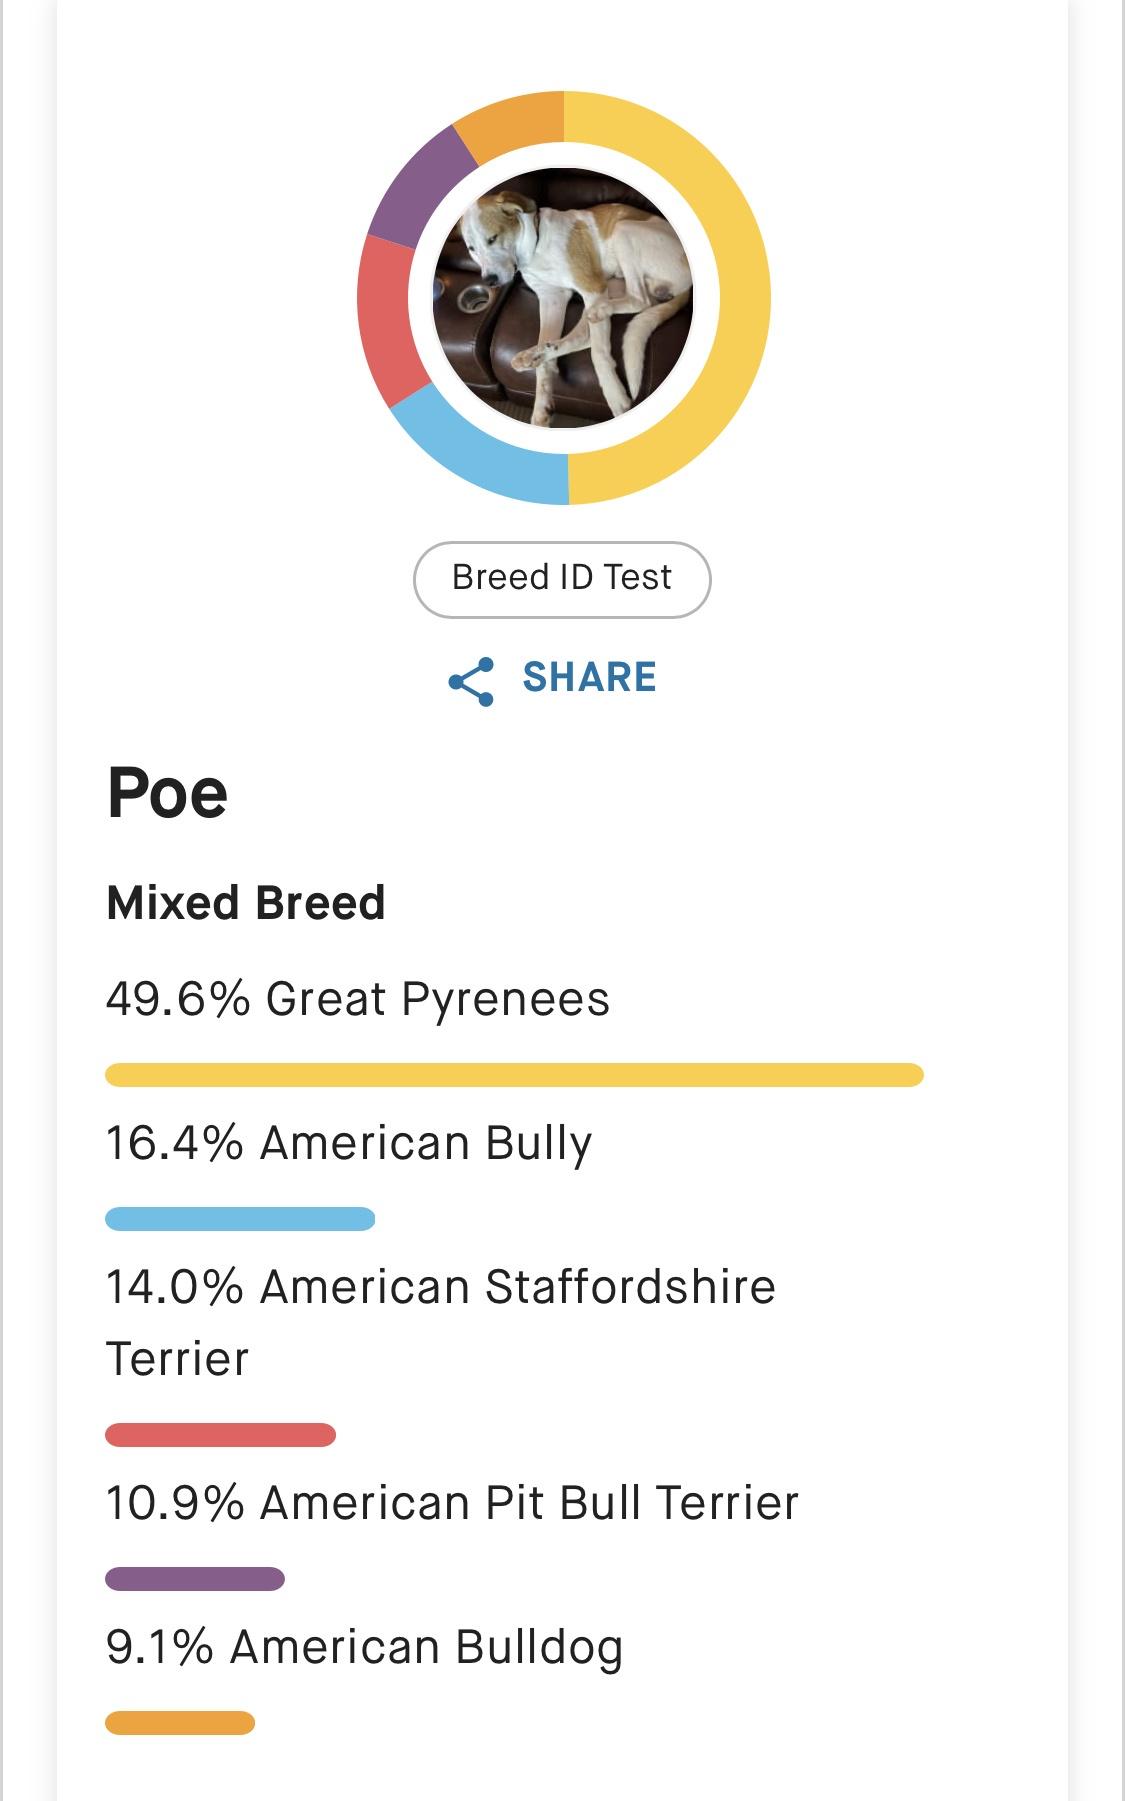 Breed ID Test
SHARE
Poe
Mixed Breed
49.6% Great Pyrenees
16.4% American Bully
14.0% American Staffordshire
Terrier
10.9% American Pit Bull Terrier
9.1% American Bulldog